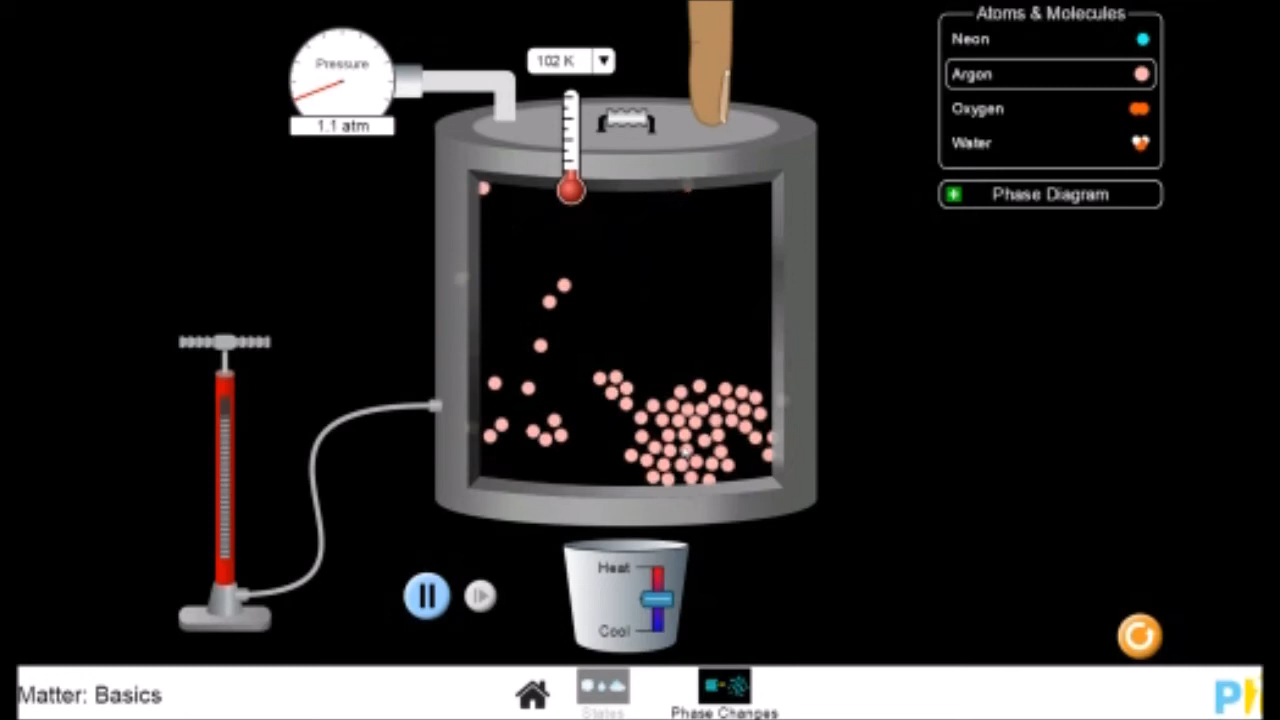 Atoms & Molecules
Neon
Argon
Oxygen
Water
Phase Diagram
102 K
Pressure
1.1 atm
Heat
Cool
Matter: Basics
States
Phase Changes